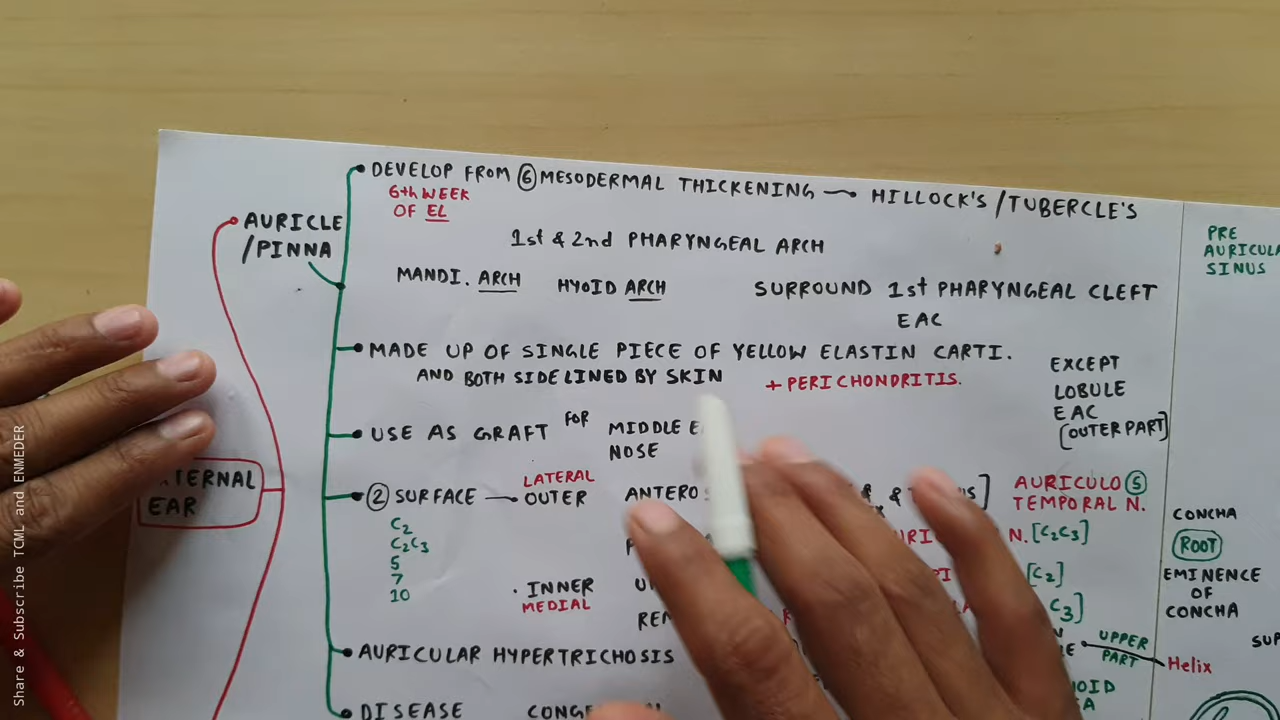 DEVELOP FROM ⑥ MESODERMAL THICKENING — HILLOCK'S /TUBERCLE'S
6th WEEK
OF EL
AURICLE
/PINNA
1st & 2nd PHARYNGEAL ARCH
MANDI. ARCH HYOID ARCH SURROUND 1st PHARYNGEAL CLEFT
EAC
MADE UP OF SINGLE PIECE OF YELLOW ELASTIN CARTI.
AND BOTH SIDE LINED BY SKIN + PERICHONDRITIS.
EXCEPT
LOBULE
EAC
[OUTER PART]
USE AS GRAFT FOR MIDDLE
NOSE
② SURFACE → LATERAL
OUTER
AURICULO ⑤
TEMPORAL N.
C2
C2C3
5
7
10
N. [C2C3]
[C2]
C3]
· INNER
MEDIAL
UPPER
PART
Helix
AURICULAR HYPERTRICHOSIS
DISEASE
EAR
PRE
SINUS
CONCHA
ROOT
EMINENCE
OF
CONCHA
Share & Subscribe TCML and ENMEDER